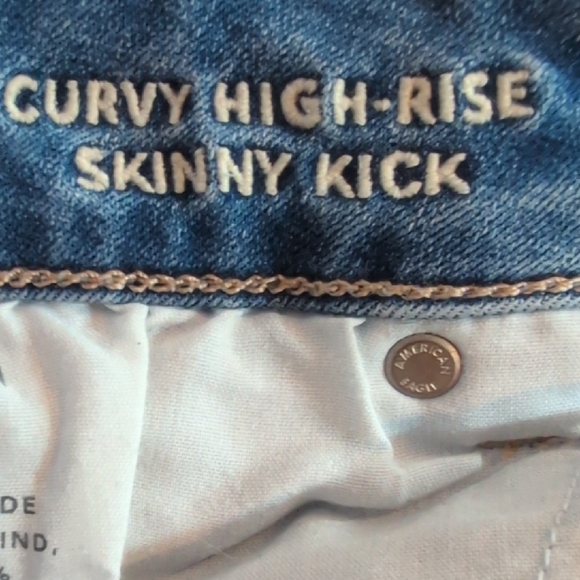 CURVY HIGH-RISE
SKINNY KICK
AMERICAN
EAGLE
DE
IND,
%